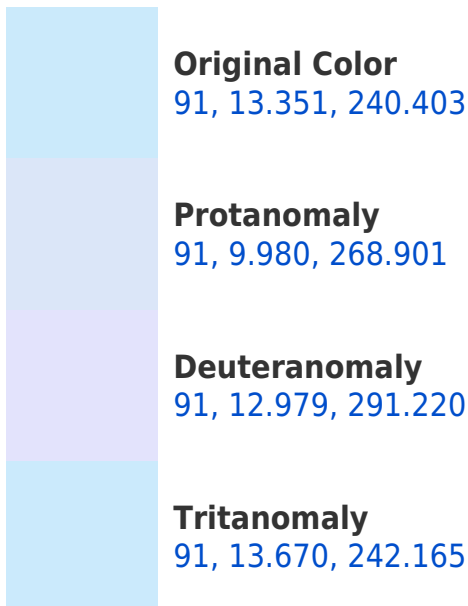 Original Color
91, 13.351, 240.403
Protanomaly
91, 9.980, 268.901
Deuteranomaly
91, 12.979, 291.220
Tritanomaly
91, 13.670, 242.165